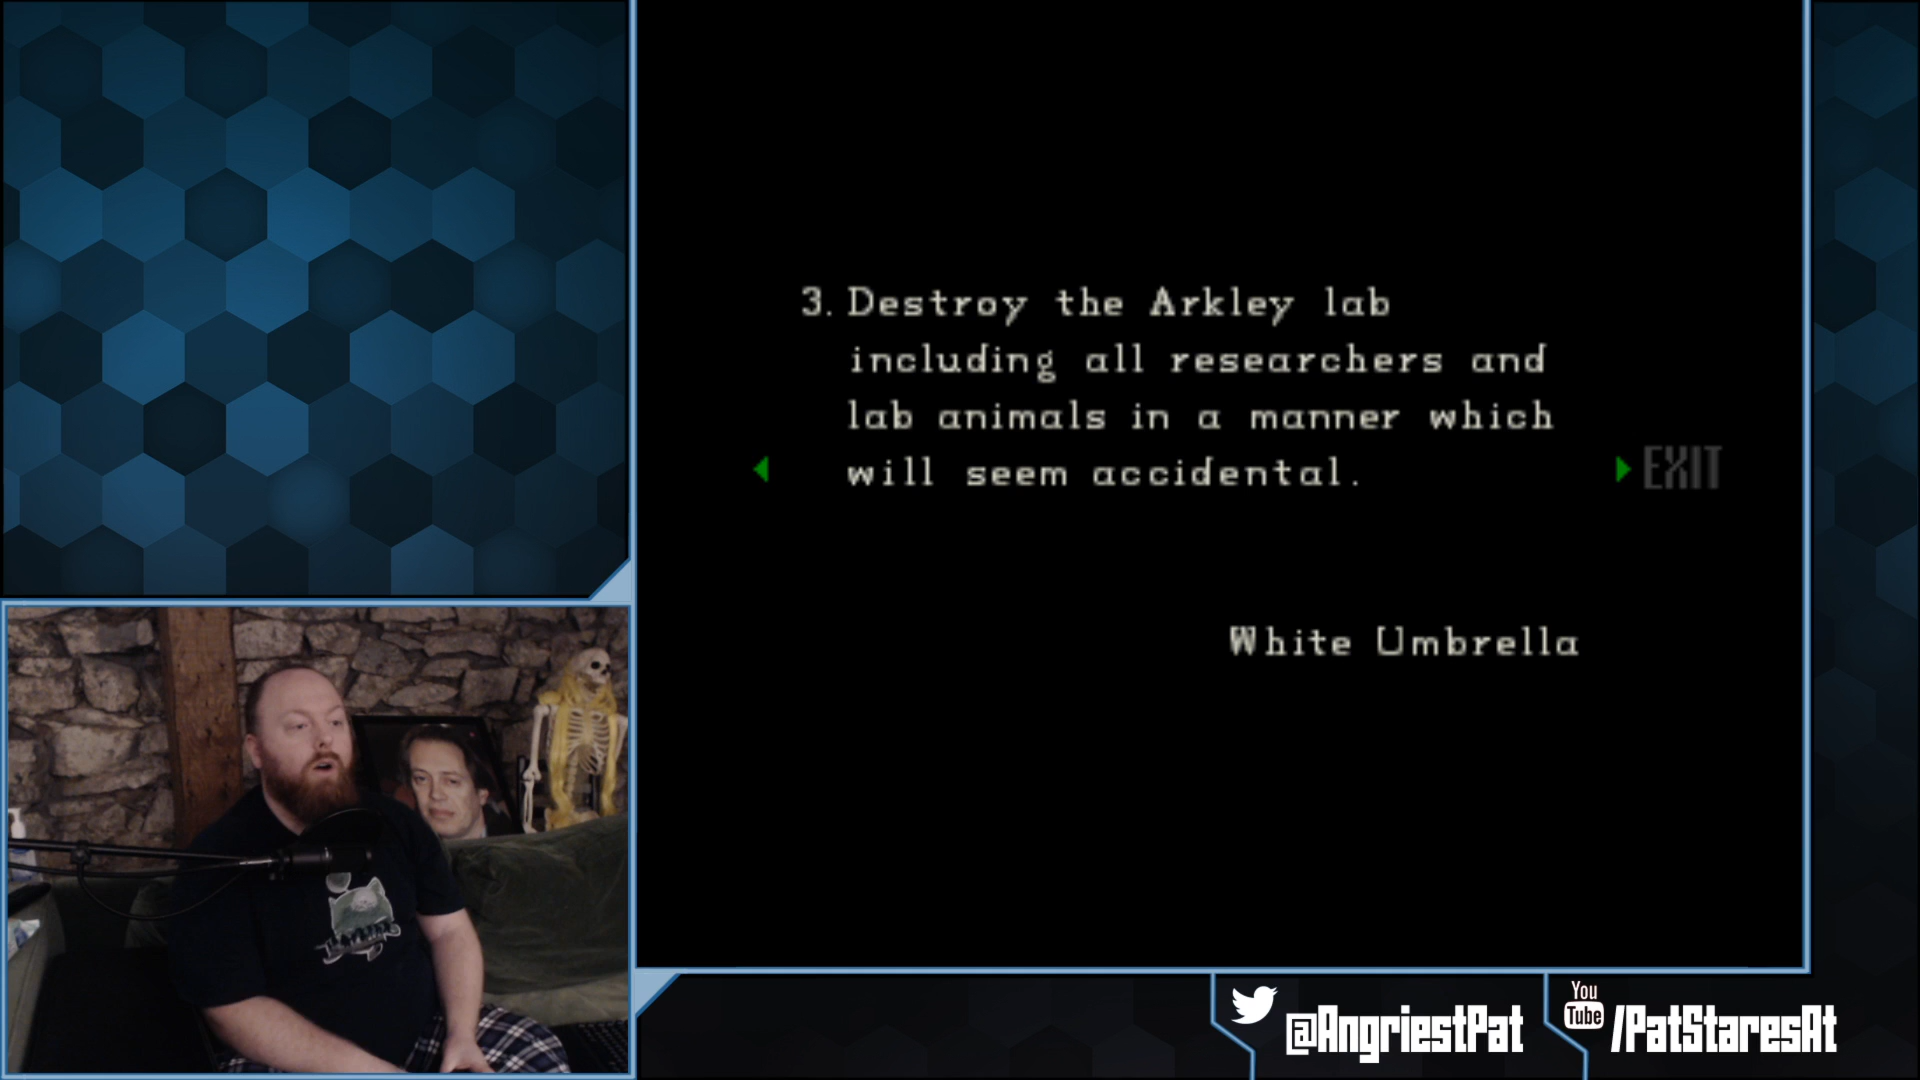 3. Destroy the Arkley lab
including all researchers and
lab animals in a manner which
will seem accidental.
EXIT
White Umbrella
@AngriestPat
You
Tube
/PatStaresAt